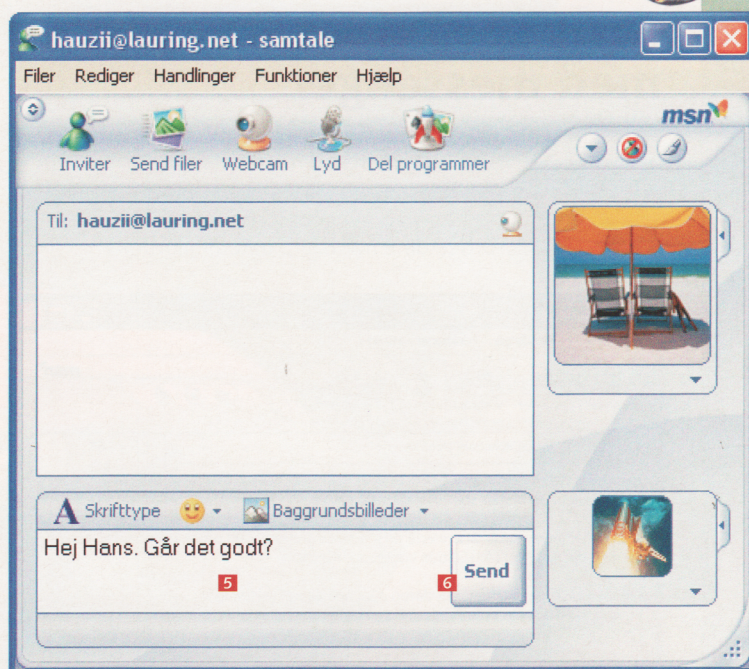 hauzii@lauring.net - samtale
Filer Rediger Handlinger Funktioner Hjælp
msn
Inviter Send filer Webcam Lyd Del programmer
Til: hauzii@lauring.net
A Skrifttype Baggrundsbilleder
Hej Hans. Går det godt?
5 6 Send